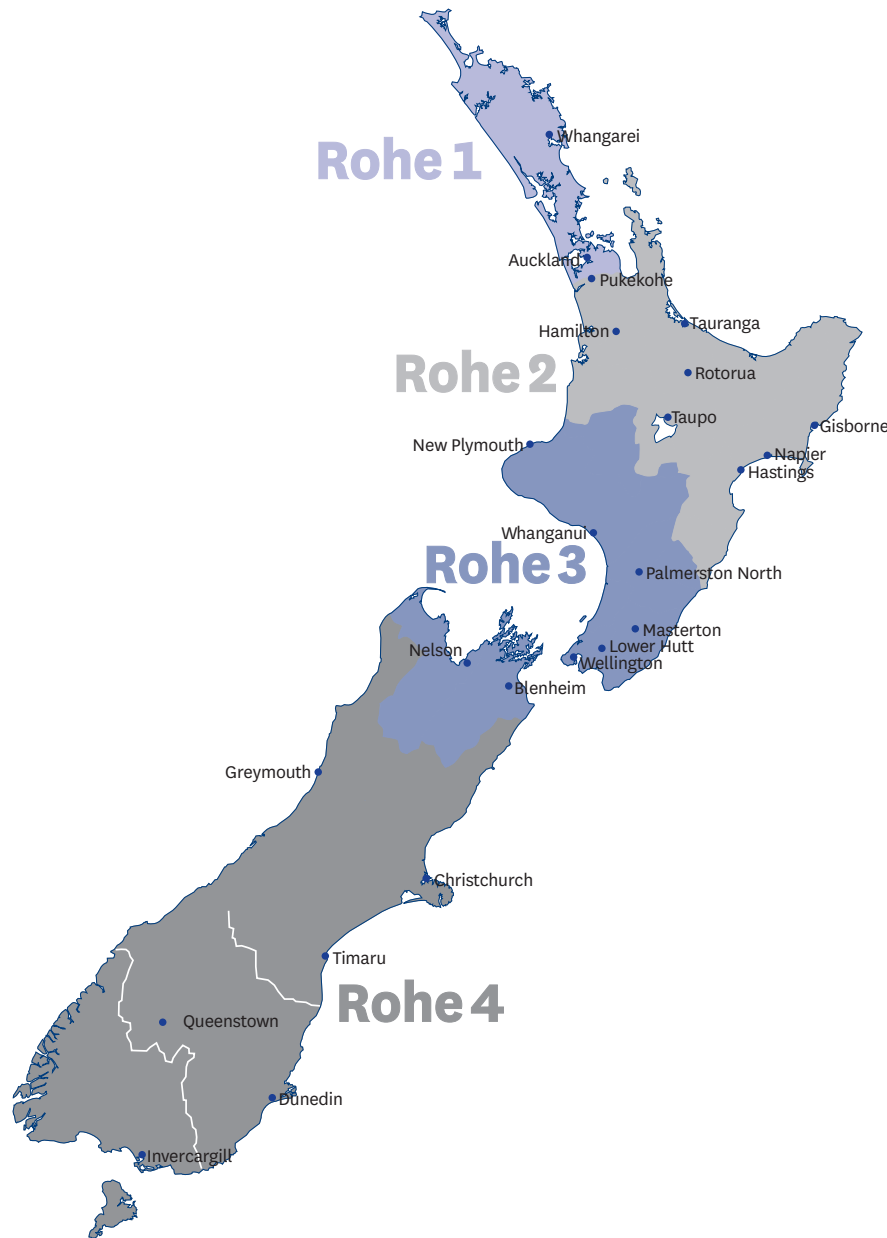 Whangarei
Rohe 1
Auckland
Pukekohe
Tauranga
Hamilton
Rohe 2
Rotorua
Taupo
Gisborne
New Plymouth
Napier
Hastings
Whanganui
Rohe 3
Palmerston North
Masterton
Lower Hutt
Nelson
Wellington
Blenheim
Greymouth
Christchurch
Timaru
Rohe 4
Queenstown
Dunedin
Invercargill